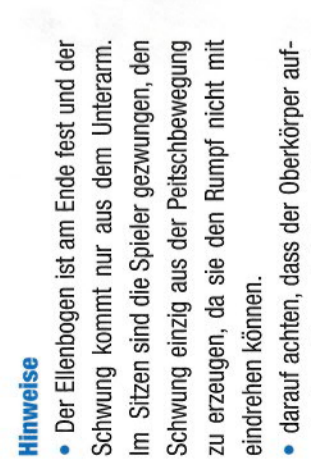 Hinweise
• Der Ellenbogen ist am Ende fest und der
Schwung kommt nur aus dem Unterarm.
Im Sitzen sind die Spieler gezwungen, den
Schwung einzig aus der Peitschbewegung
zu erzeugen, da sie den Rumpf nicht mit
eindrehen können.
• darauf achten, dass der Oberkörper auf-